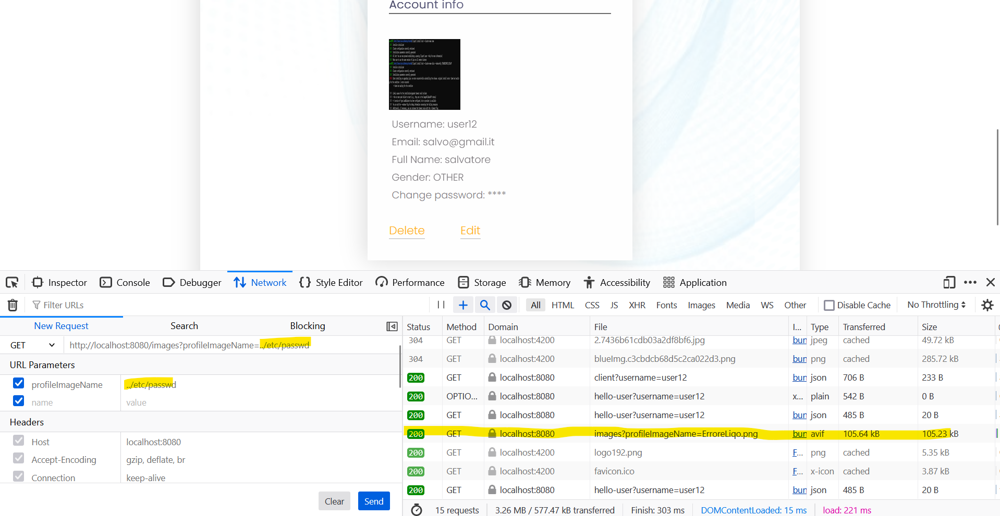 Account info
Username: user12
Email: salvo@gmail.it
Full Name: salvatore
Gender: OTHER
Change password: ****
Delete Edit
Inspector Console Debugger Network Style Editor Performance Storage Memory Accessibility Application
Filter URLs
All HTML CSS JS XHR Fonts Images Media WS Other Disable Cache No Throttling
New Request Search Blocking
GET http://localhost:8080/images?profileImageName=../etc/passwd
URL Parameters
profileImageName ../etc/passwd
name value
Headers
Host localhost:8080
Accept-Encoding gzip, deflate, br
Connection keep-alive
Clear Send
Status Method Domain File I... Type Transferred Size
304 GET localhost:4200 2.7436b61cdb03a2df8bf6.jpg bun jpeg cached 49.72 kB
304 GET localhost:4200 blueImg.c3cbdcb68d5c2ca022d3.png bun png cached 285.72 kB
200 GET localhost:8080 client?username=user12 bun json 706 B 233 B
200 OPTIO... localhost:8080 hello-user?username=user12 x... plain 542 B 0 B
200 GET localhost:8080 hello-user?username=user12 bun json 485 B 20 B
200 GET localhost:8080 images?profileImageName=ErroreLiqo.png bun avif 105.64 kB 105.23 kB
200 GET localhost:4200 logo192.png F... png cached 5.35 kB
200 GET localhost:4200 favicon.ico F... x-icon cached 3.87 kB
200 GET localhost:8080 hello-user?username=user12 bun json 485 B 20 B
15 requests 3.26 MB / 577.47 kB transferred Finish: 303 ms DOMContentLoaded: 15 ms load: 221 ms